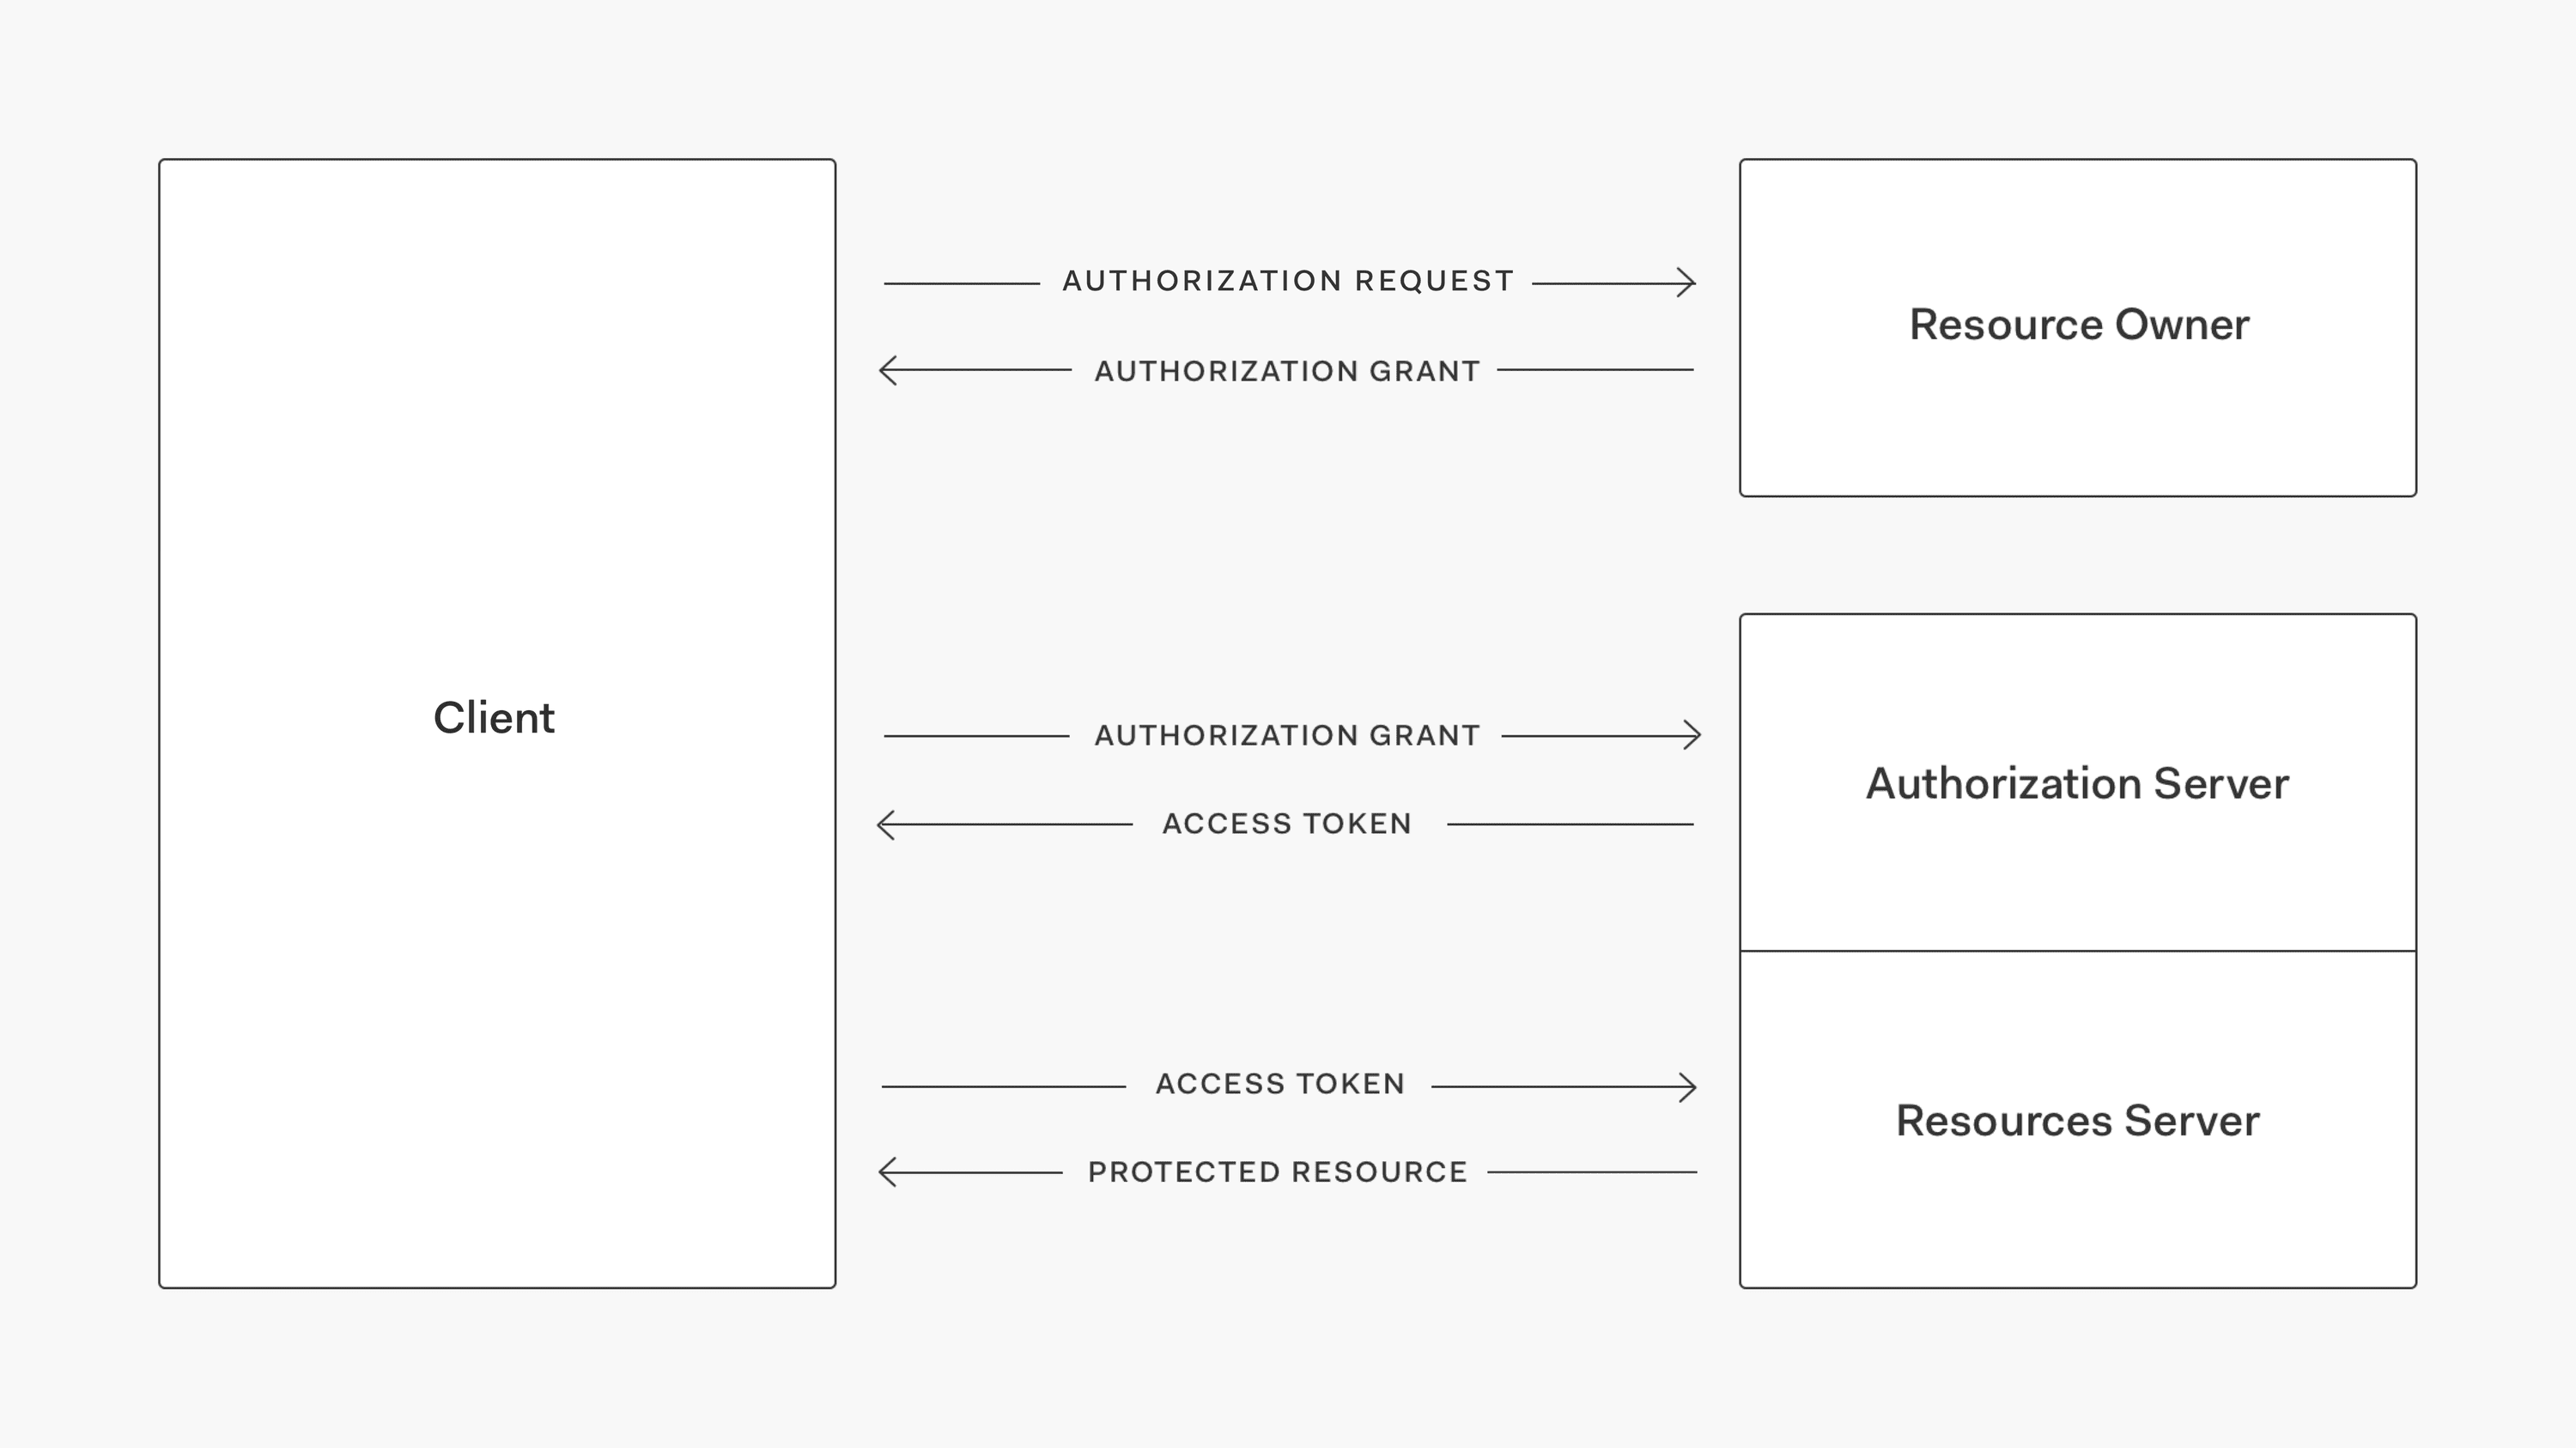 AUTHORIZATION REQUEST
AUTHORIZATION GRANT
Resource Owner
Client
AUTHORIZATION GRANT
ACCESS TOKEN
Authorization Server
ACCESS TOKEN
PROTECTED RESOURCE
Resources Server